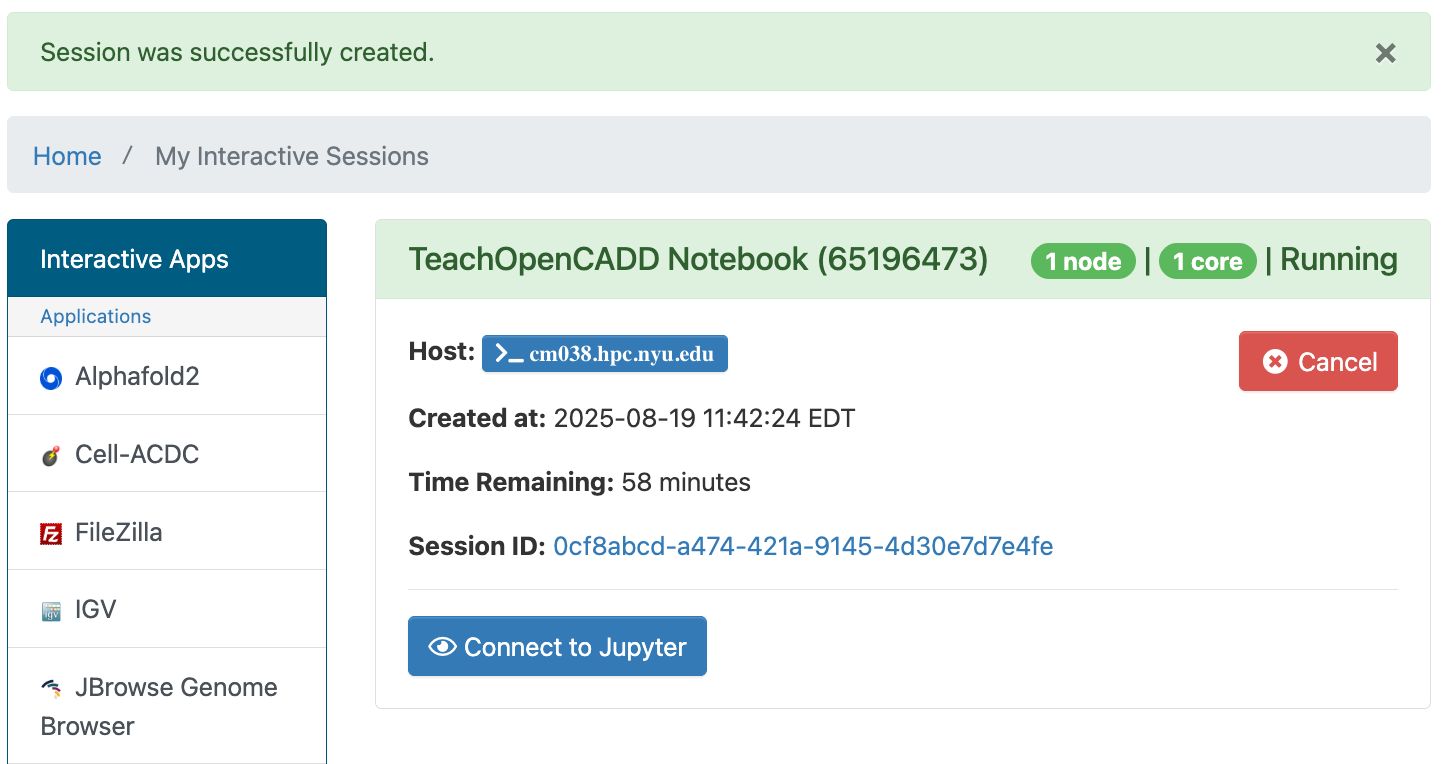 Session was successfully created.
Home / My Interactive Sessions
Interactive Apps
Applications
Alphafold2
Cell-ACDC
FileZilla
IGV
JBrowse Genome
Browser
TeachOpenCADD Notebook (65196473) 1 node | 1 core | Running
Host: >_ cm038.hpc.nyu.edu
Cancel
Created at: 2025-08-19 11:42:24 EDT
Time Remaining: 58 minutes
Session ID: 0cf8abcd-a474-421a-9145-4d30e7d7e4fe
Connect to Jupyter